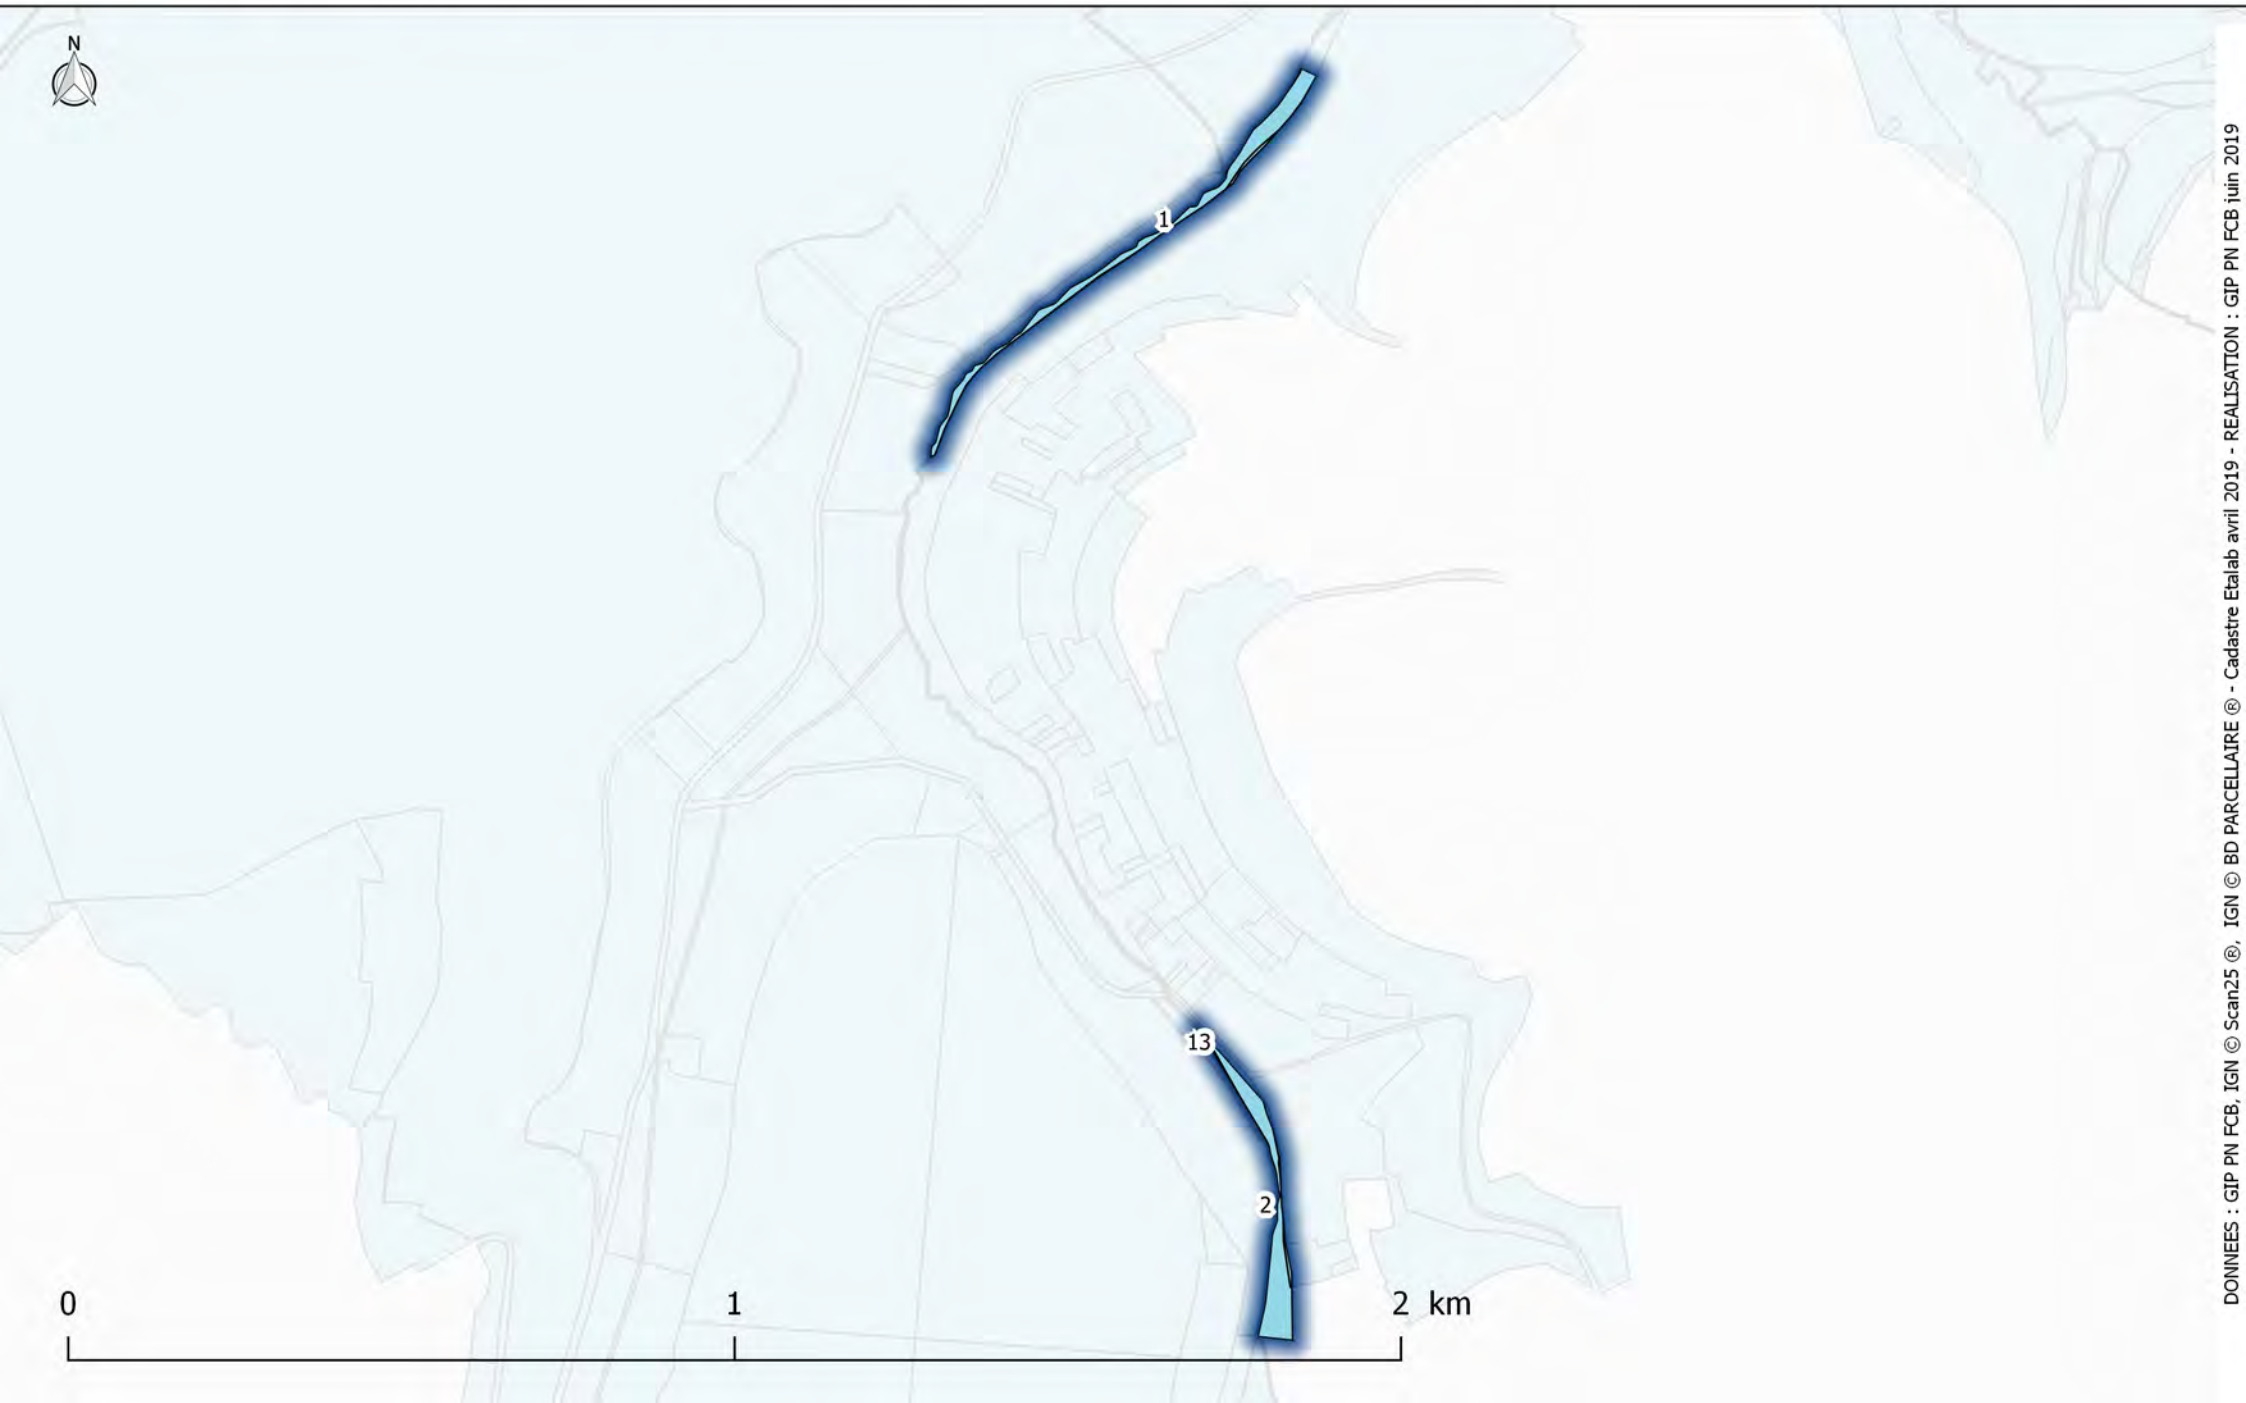 N
1
13
2
0 1 2 km
DONNEES : GIP PN FCB, IGN © Scan25 ®, IGN © BD PARCELLAIRE ® - Cadastre Etalab avril 2019 - REALISATION : GIP PN FCB juin 2019